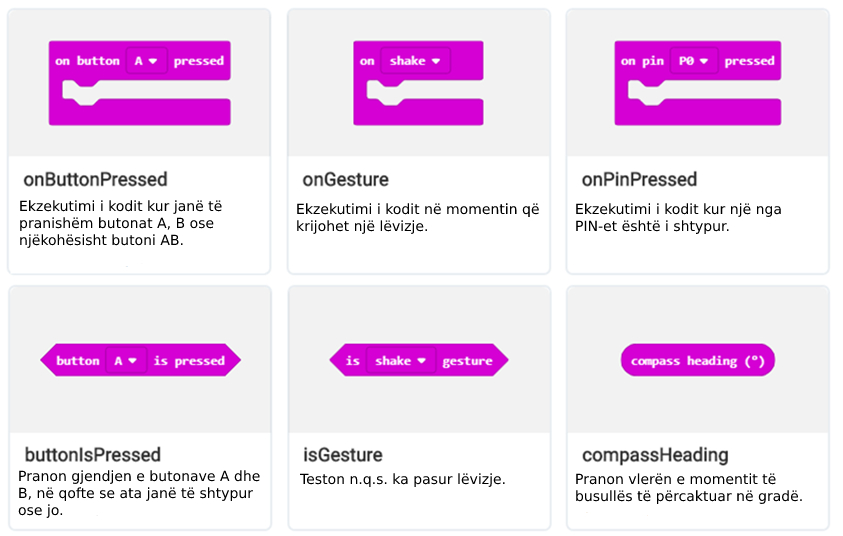 on button A pressed
on shake
on pin P0 pressed
onButtonPressed
onGesture
onPinPressed
Ekzekutimi i kodit kur janë të
pranishëm butonat A, B ose
njëkohësisht butoni AB.
Ekzekutimi i kodit në momentin që
krijohet një lëvizje.
Ekzekutimi i kodit kur një nga
PIN-et është i shtypur.
button A is pressed
is shake gesture
compass heading (°)
buttonIsPressed
isGesture
compassHeading
Pranon gjendjen e butonave A dhe
B, në qofte se ata janë të shtypur
ose jo.
Teston n.q.s. ka pasur lëvizje.
Pranon vlerën e momentit të
busullës të përcaktuar në gradë.